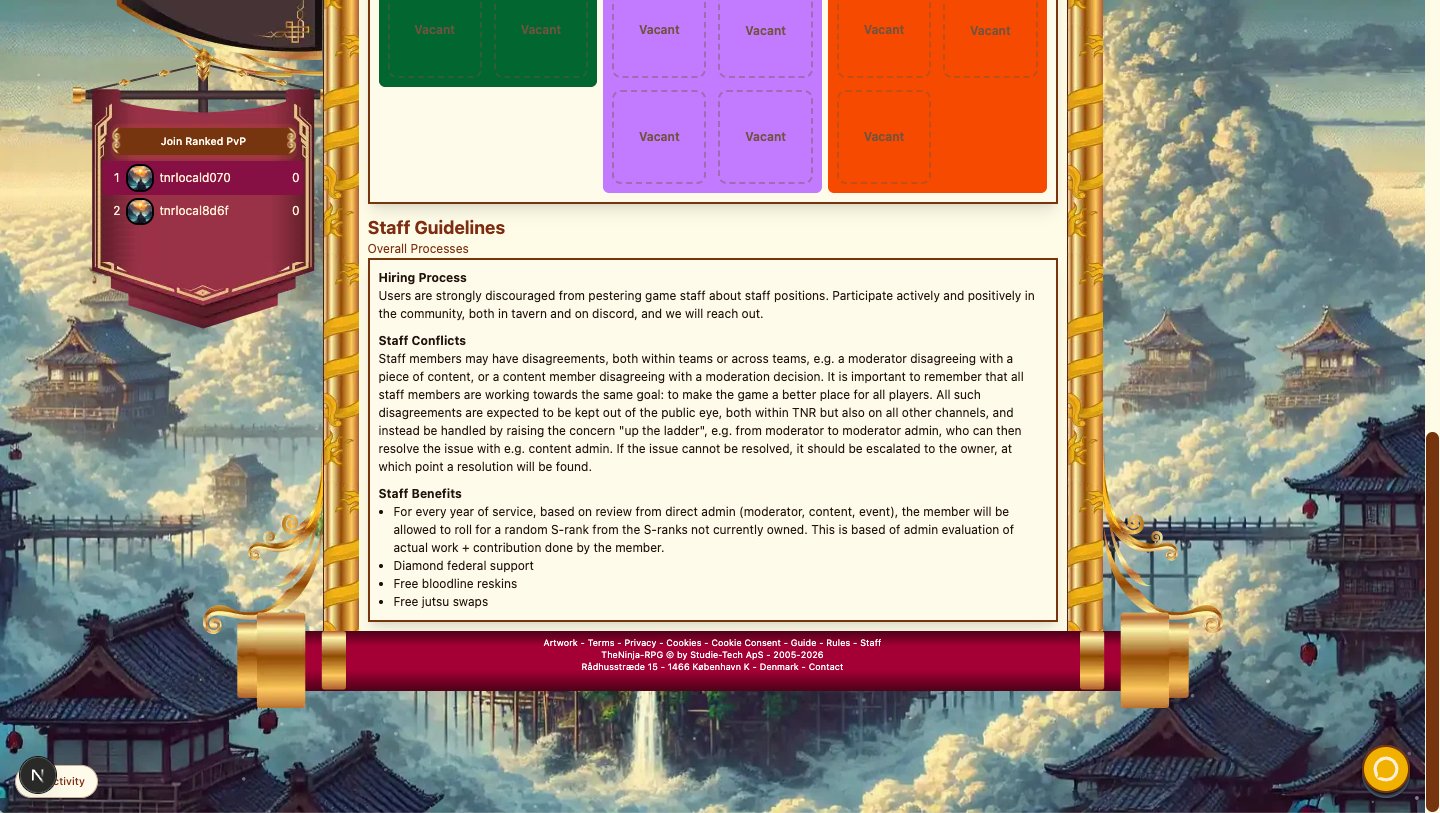 Vacant
Vacant
Vacant
Vacant
Vacant
Vacant
Vacant
Vacant
Vacant
Join Ranked PvP
1 tnrlocald070 0
2 tnrlocal8d6f 0
Staff Guidelines
Overall Processes
Hiring Process
Users are strongly discouraged from pestering game staff about staff positions. Participate actively and positively in
the community, both in tavern and on discord, and we will reach out.
Staff Conflicts
Staff members may have disagreements, both within teams or across teams, e.g. a moderator disagreeing with a
piece of content, or a content member disagreeing with a moderation decision. It is important to remember that all
staff members are working towards the same goal: to make the game a better place for all players. All such
disagreements are expected to be kept out of the public eye, both within TNR but also on all other channels, and
instead be handled by raising the concern "up the ladder", e.g. from moderator to moderator admin, who can then
resolve the issue with e.g. content admin. If the issue cannot be resolved, it should be escalated to the owner, at
which point a resolution will be found.
Staff Benefits
• For every year of service, based on review from direct admin (moderator, content, event), the member will be
allowed to roll for a random S-rank from the S-ranks not currently owned. This is based of admin evaluation of
actual work + contribution done by the member.
• Diamond federal support
• Free bloodline reskins
• Free jutsu swaps
Artwork - Terms - Privacy - Cookies - Cookie Consent - Guide - Rules - Staff
TheNinja-RPG © by Studie-Tech ApS - 2005-2026
Rådhusstræde 15 - 1466 København K - Denmark - Contact
N